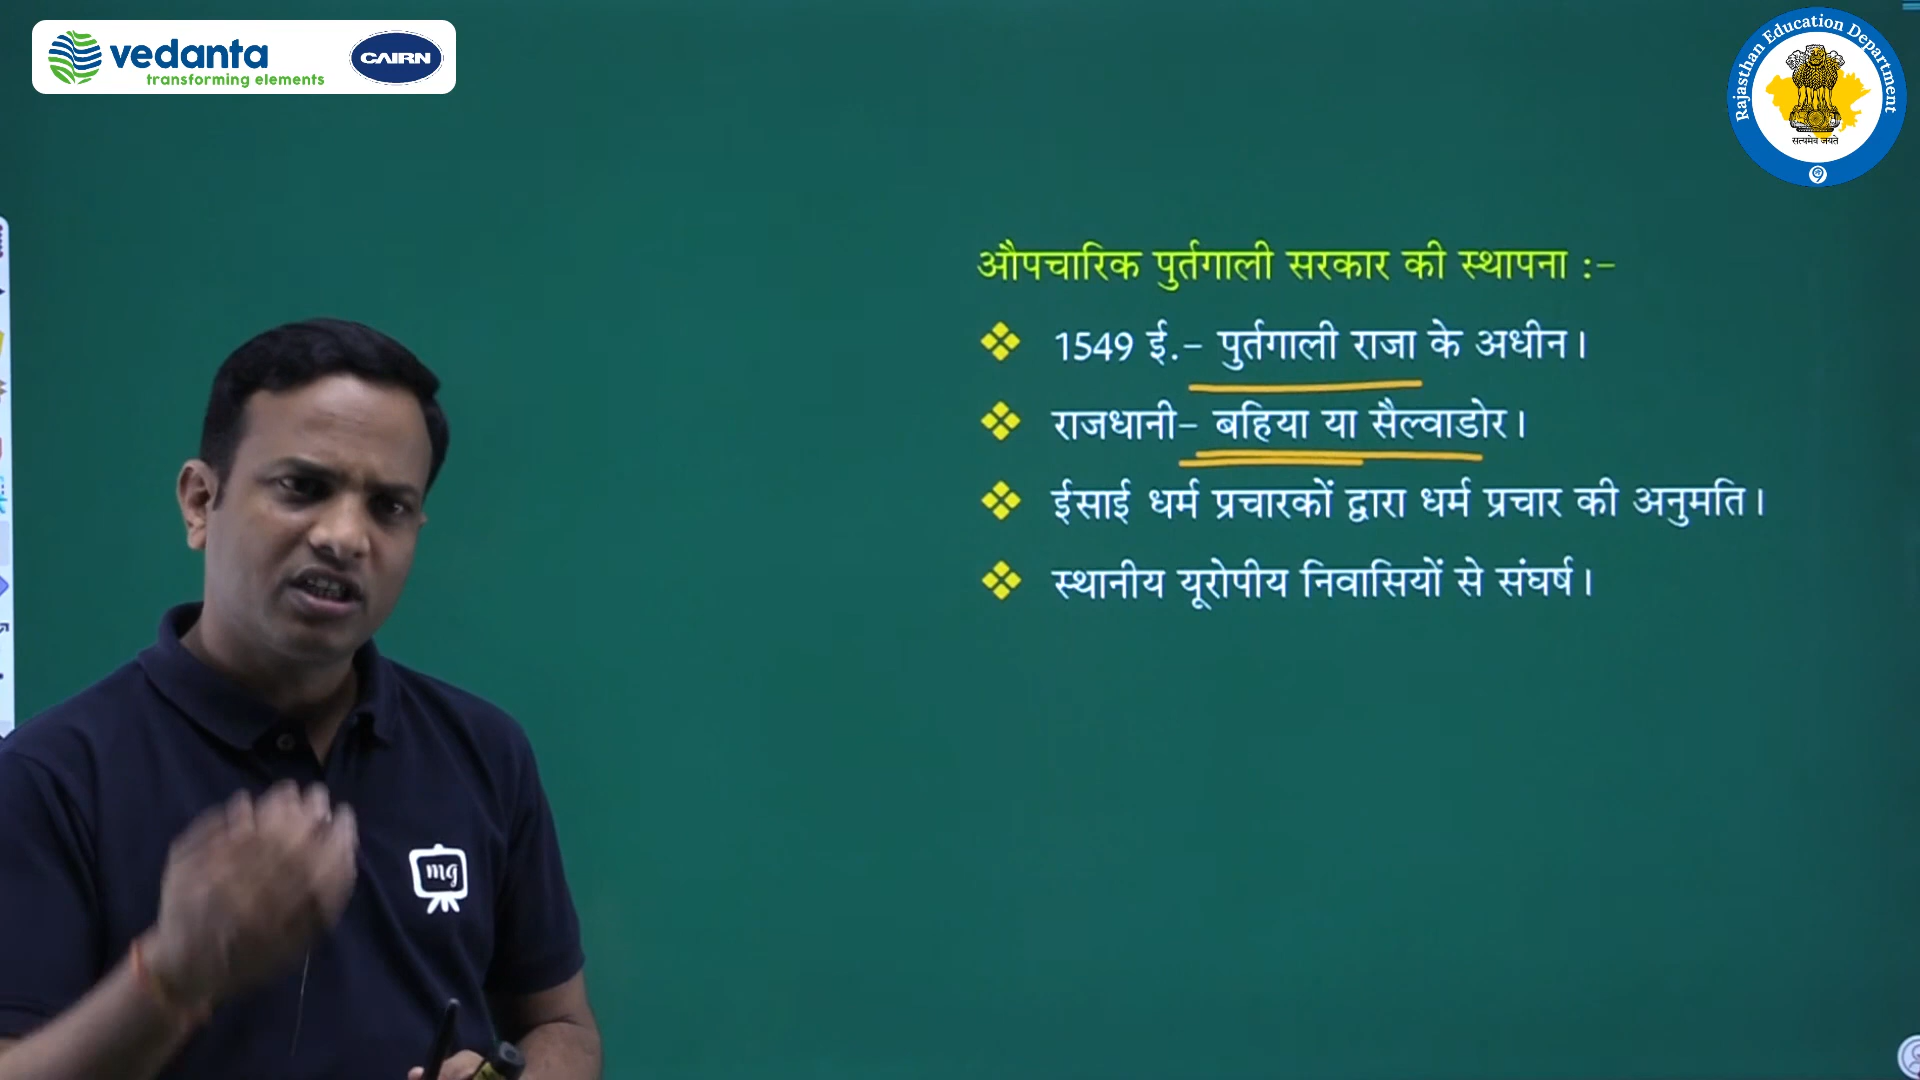 vedanta
transforming elements
CAIRN
Rajasthan Education Department
सत्यमेव जयते
औपचारिक पुर्तगाली सरकार की स्थापना :–
1549 ई.– पुर्तगाली राजा के अधीन।
राजधानी– बहिया या सैल्वाडोर।
ईसाई धर्म प्रचारकों द्वारा धर्म प्रचार की अनुमति।
स्थानीय यूरोपीय निवासियों से संघर्ष।
mg